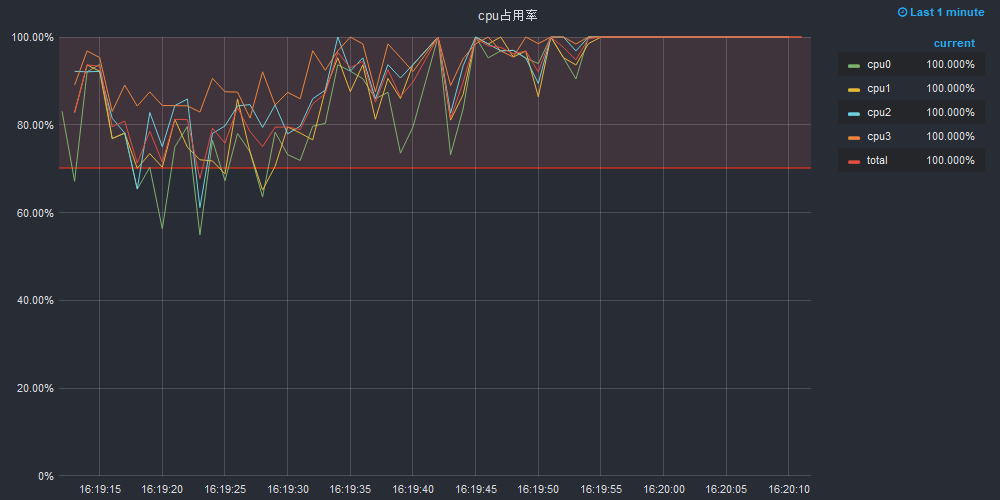 cpu占用率
Last 1 minute
current
cpu0 100.000%
cpu1 100.000%
cpu2 100.000%
cpu3 100.000%
total 100.000%
100.00%
80.00%
60.00%
40.00%
20.00%
0%
16:19:15 16:19:20 16:19:25 16:19:30 16:19:35 16:19:40 16:19:45 16:19:50 16:19:55 16:20:00 16:20:05 16:20:10